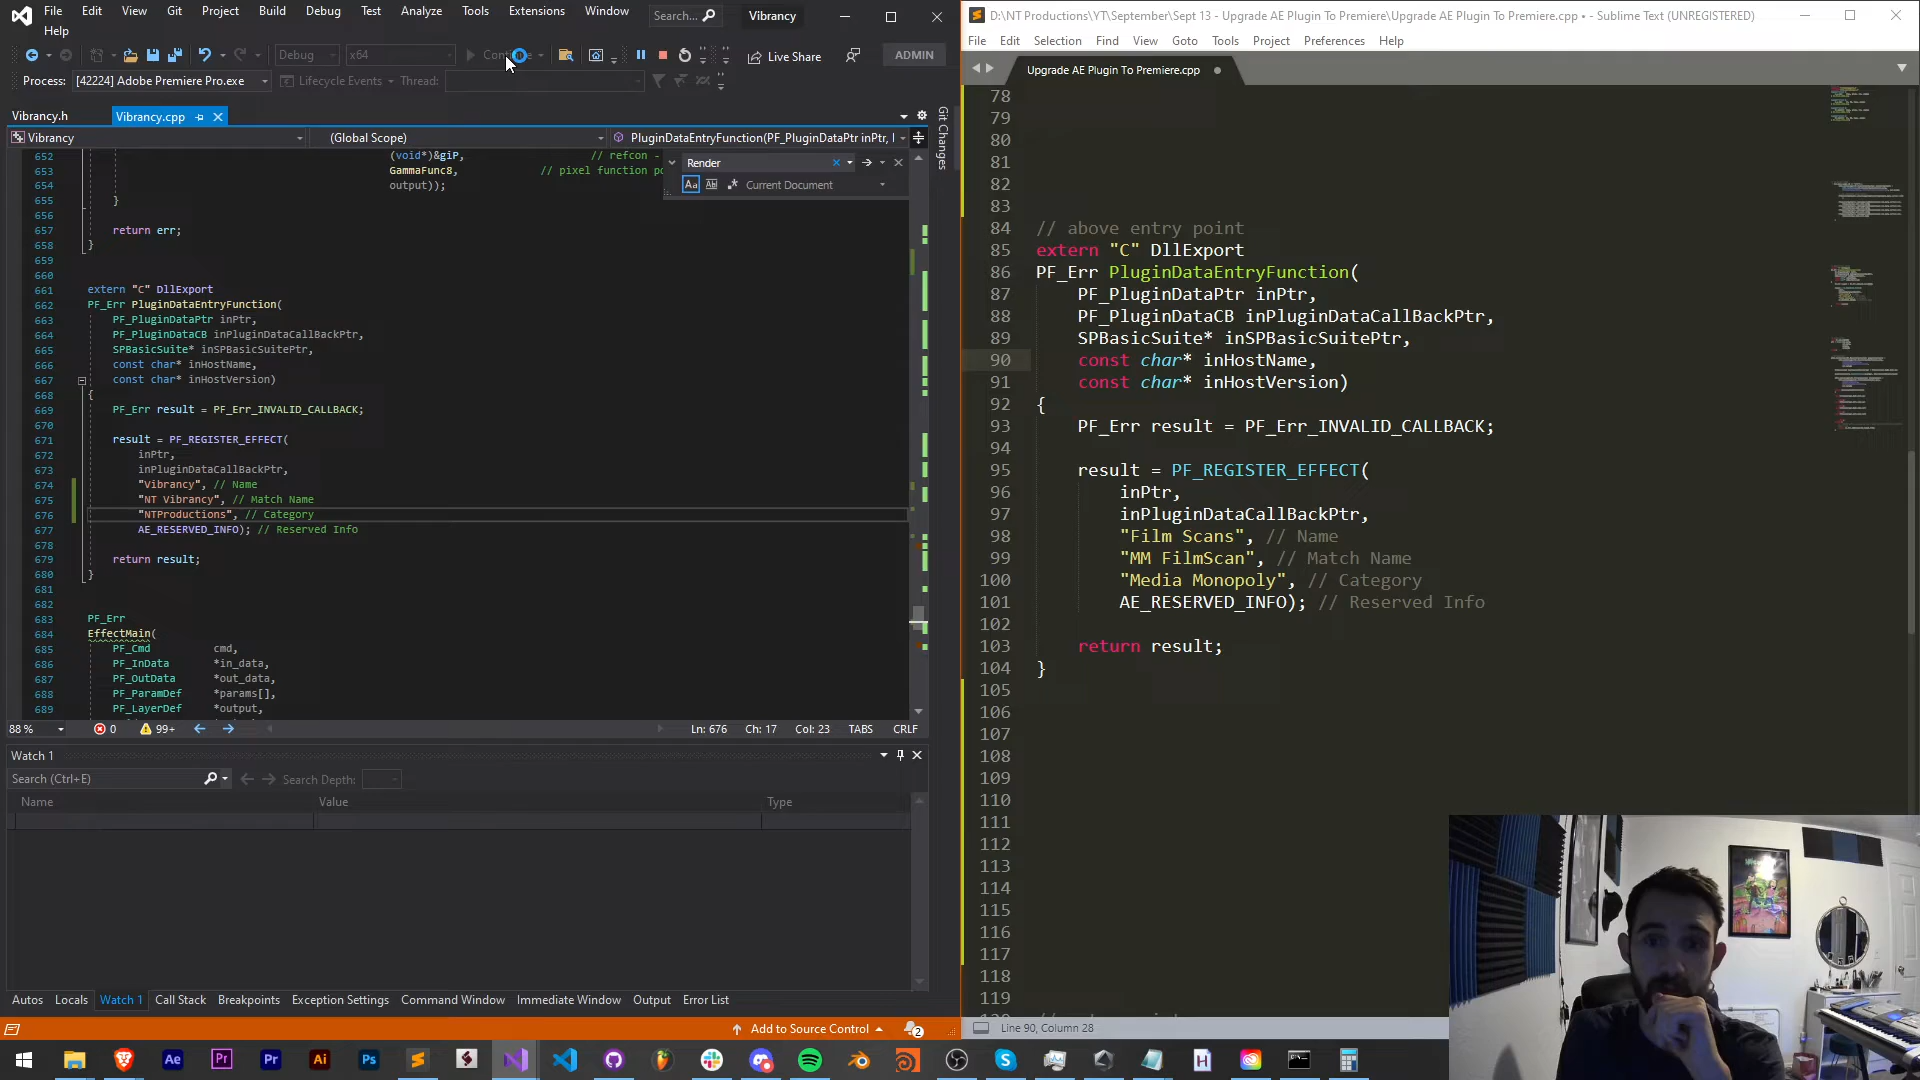 File Edit View Git Project Build Debug Test Analyze Tools Extensions Window Search... Vibrancy
Help
Debug x64 Live Share ADMIN
Process: [42224] Adobe Premiere Pro.exe Lifecycle Events Thread:
Vibrancy.h Vibrancy.cpp
Vibrancy (Global Scope) PluginDataEntryFunction(PF_PluginDataPtr inPtr, I
Render
Aa Current Document
652 (void*)&giP, // refcon -
653 GammaFunc8, // pixel function po
654 output));
655 }
656
657 return err;
658 }
659
660
661 extern "C" DllExport
662 PF_Err PluginDataEntryFunction(
663 PF_PluginDataPtr inPtr,
664 PF_PluginDataCB inPluginDataCallBackPtr,
665 SPBasicSuite* inSPBasicSuitePtr,
666 const char* inHostName,
667 const char* inHostVersion)
668 {
669 PF_Err result = PF_Err_INVALID_CALLBACK;
670
671 result = PF_REGISTER_EFFECT(
672 inPtr,
673 inPluginDataCallBackPtr,
674 "Vibrancy", // Name
675 "NT Vibrancy", // Match Name
676 "NTProductions", // Category
677 AE_RESERVED_INFO); // Reserved Info
678
679 return result;
680 }
681
682
683 PF_Err
684 EffectMain(
685 PF_Cmd cmd,
686 PF_InData *in_data,
687 PF_OutData *out_data,
688 PF_ParamDef *params[],
689 PF_LayerDef *output,
88 % 0 99+ Ln: 676 Ch: 17 Col: 23 TABS CRLF
Watch 1
Search (Ctrl+E) Search Depth:
Name Value Type
Autos Locals Watch 1 Call Stack Breakpoints Exception Settings Command Window Immediate Window Output Error List
Add to Source Control 2
Git Changes
D:\NT Productions\YT\September\Sept 13 - Upgrade AE Plugin To Premiere\Upgrade AE Plugin To Premiere.cpp • - Sublime Text (UNREGISTERED)
File Edit Selection Find View Goto Tools Project Preferences Help
Upgrade AE Plugin To Premiere.cpp
78
79
80
81
82
83
84 // above entry point
85 extern "C" DllExport
86 PF_Err PluginDataEntryFunction(
87 PF_PluginDataPtr inPtr,
88 PF_PluginDataCB inPluginDataCallBackPtr,
89 SPBasicSuite* inSPBasicSuitePtr,
90 const char* inHostName,
91 const char* inHostVersion)
92 {
93 PF_Err result = PF_Err_INVALID_CALLBACK;
94
95 result = PF_REGISTER_EFFECT(
96 inPtr,
97 inPluginDataCallBackPtr,
98 "Film Scans", // Name
99 "MM FilmScan", // Match Name
100 "Media Monopoly", // Category
101 AE_RESERVED_INFO); // Reserved Info
102
103 return result;
104 }
105
106
107
108
109
110
111
112
113
114
115
116
117
118
119
Line 90, Column 28
Ae Pr Pr Ai Ps H